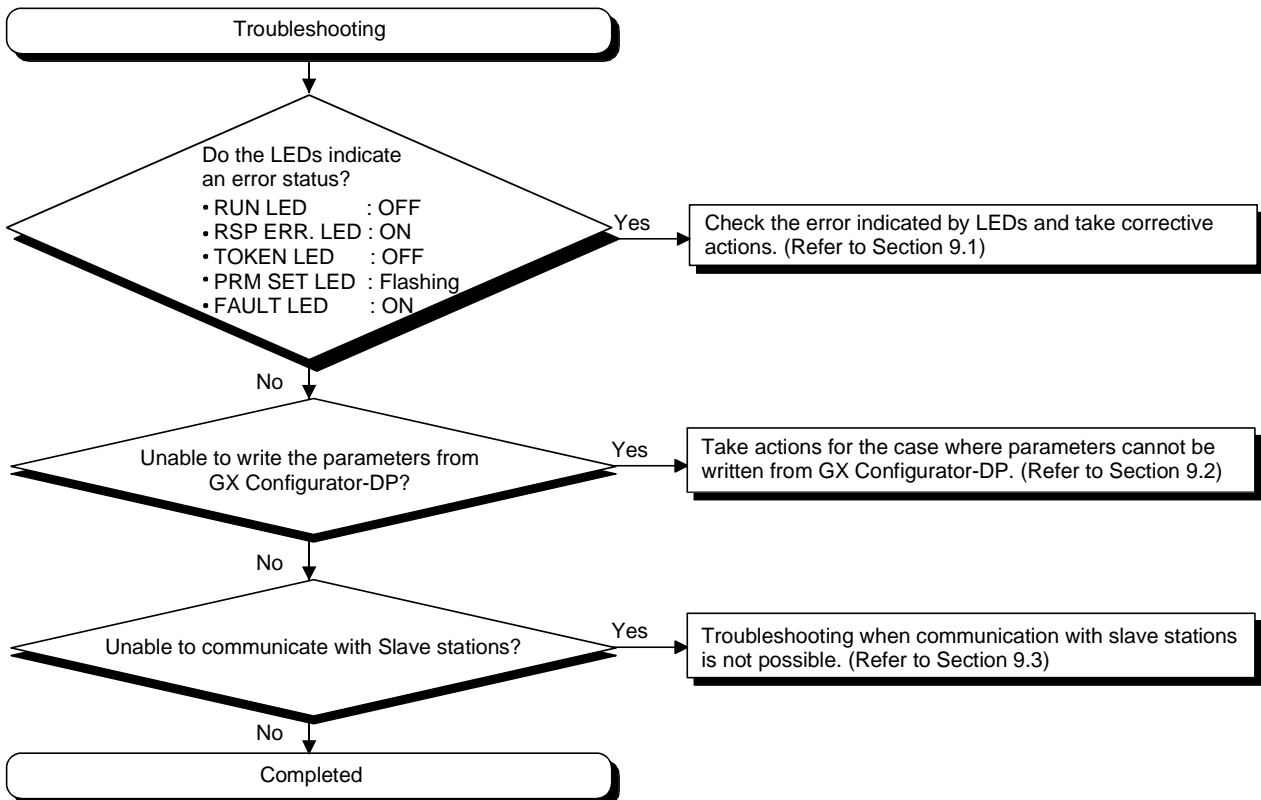 Troubleshooting
Do the LEDs indicate
an error status?
• RUN LED : OFF
• RSP ERR. LED : ON
• TOKEN LED : OFF
• PRM SET LED : Flashing
• FAULT LED : ON
Yes
Check the error indicated by LEDs and take corrective
actions. (Refer to Section 9.1)
No
Unable to write the parameters from
GX Configurator-DP?
Yes
Take actions for the case where parameters cannot be
written from GX Configurator-DP. (Refer to Section 9.2)
No
Unable to communicate with Slave stations?
Yes
Troubleshooting when communication with slave stations
is not possible. (Refer to Section 9.3)
No
Completed